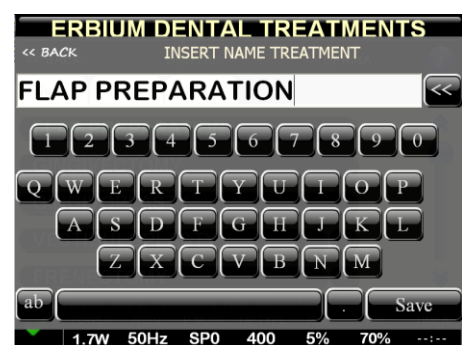 ERBIUM DENTAL TREATMENTS
<< BACK INSERT NAME TREATMENT
FLAP PREPARATION <<
1 2 3 4 5 6 7 8 9 0
Q W E R T Y U I O P
A S D F G H J K L
Z X C V B N M
ab . Save
1.7W 50Hz SP0 400 5% 70% --:--